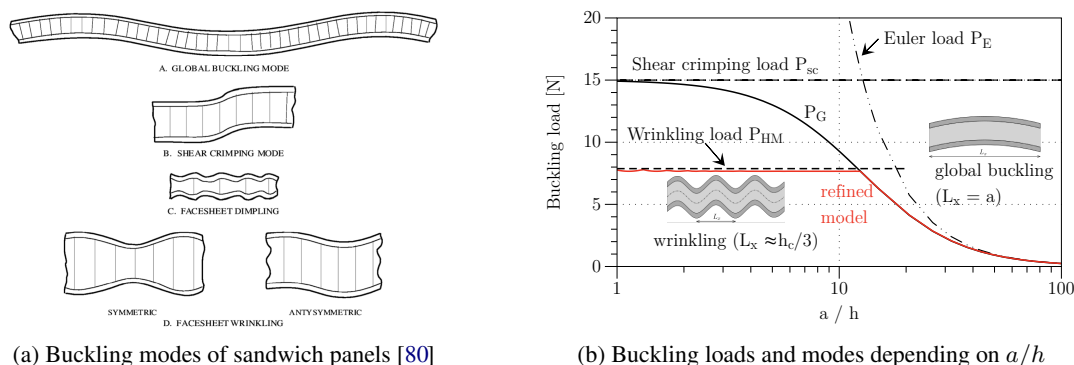 A. GLOBAL BUCKLING MODE
B. SHEAR CRIMPING MODE
C. FACESHEET DIMPLING
SYMMETRIC
ANTYSYMMETRIC
D. FACESHEET WRINKLING
(a) Buckling modes of sandwich panels [80]
Buckling load [N]
20
15
10
5
0
Euler load P_E
Shear crimping load P_sc
P_G
Wrinkling load P_HM
L_x
global buckling
(L_x = a)
refined
model
L_x
wrinkling (L_x ≈h_c/3)
1
10
100
a / h
(b) Buckling loads and modes depending on a/h